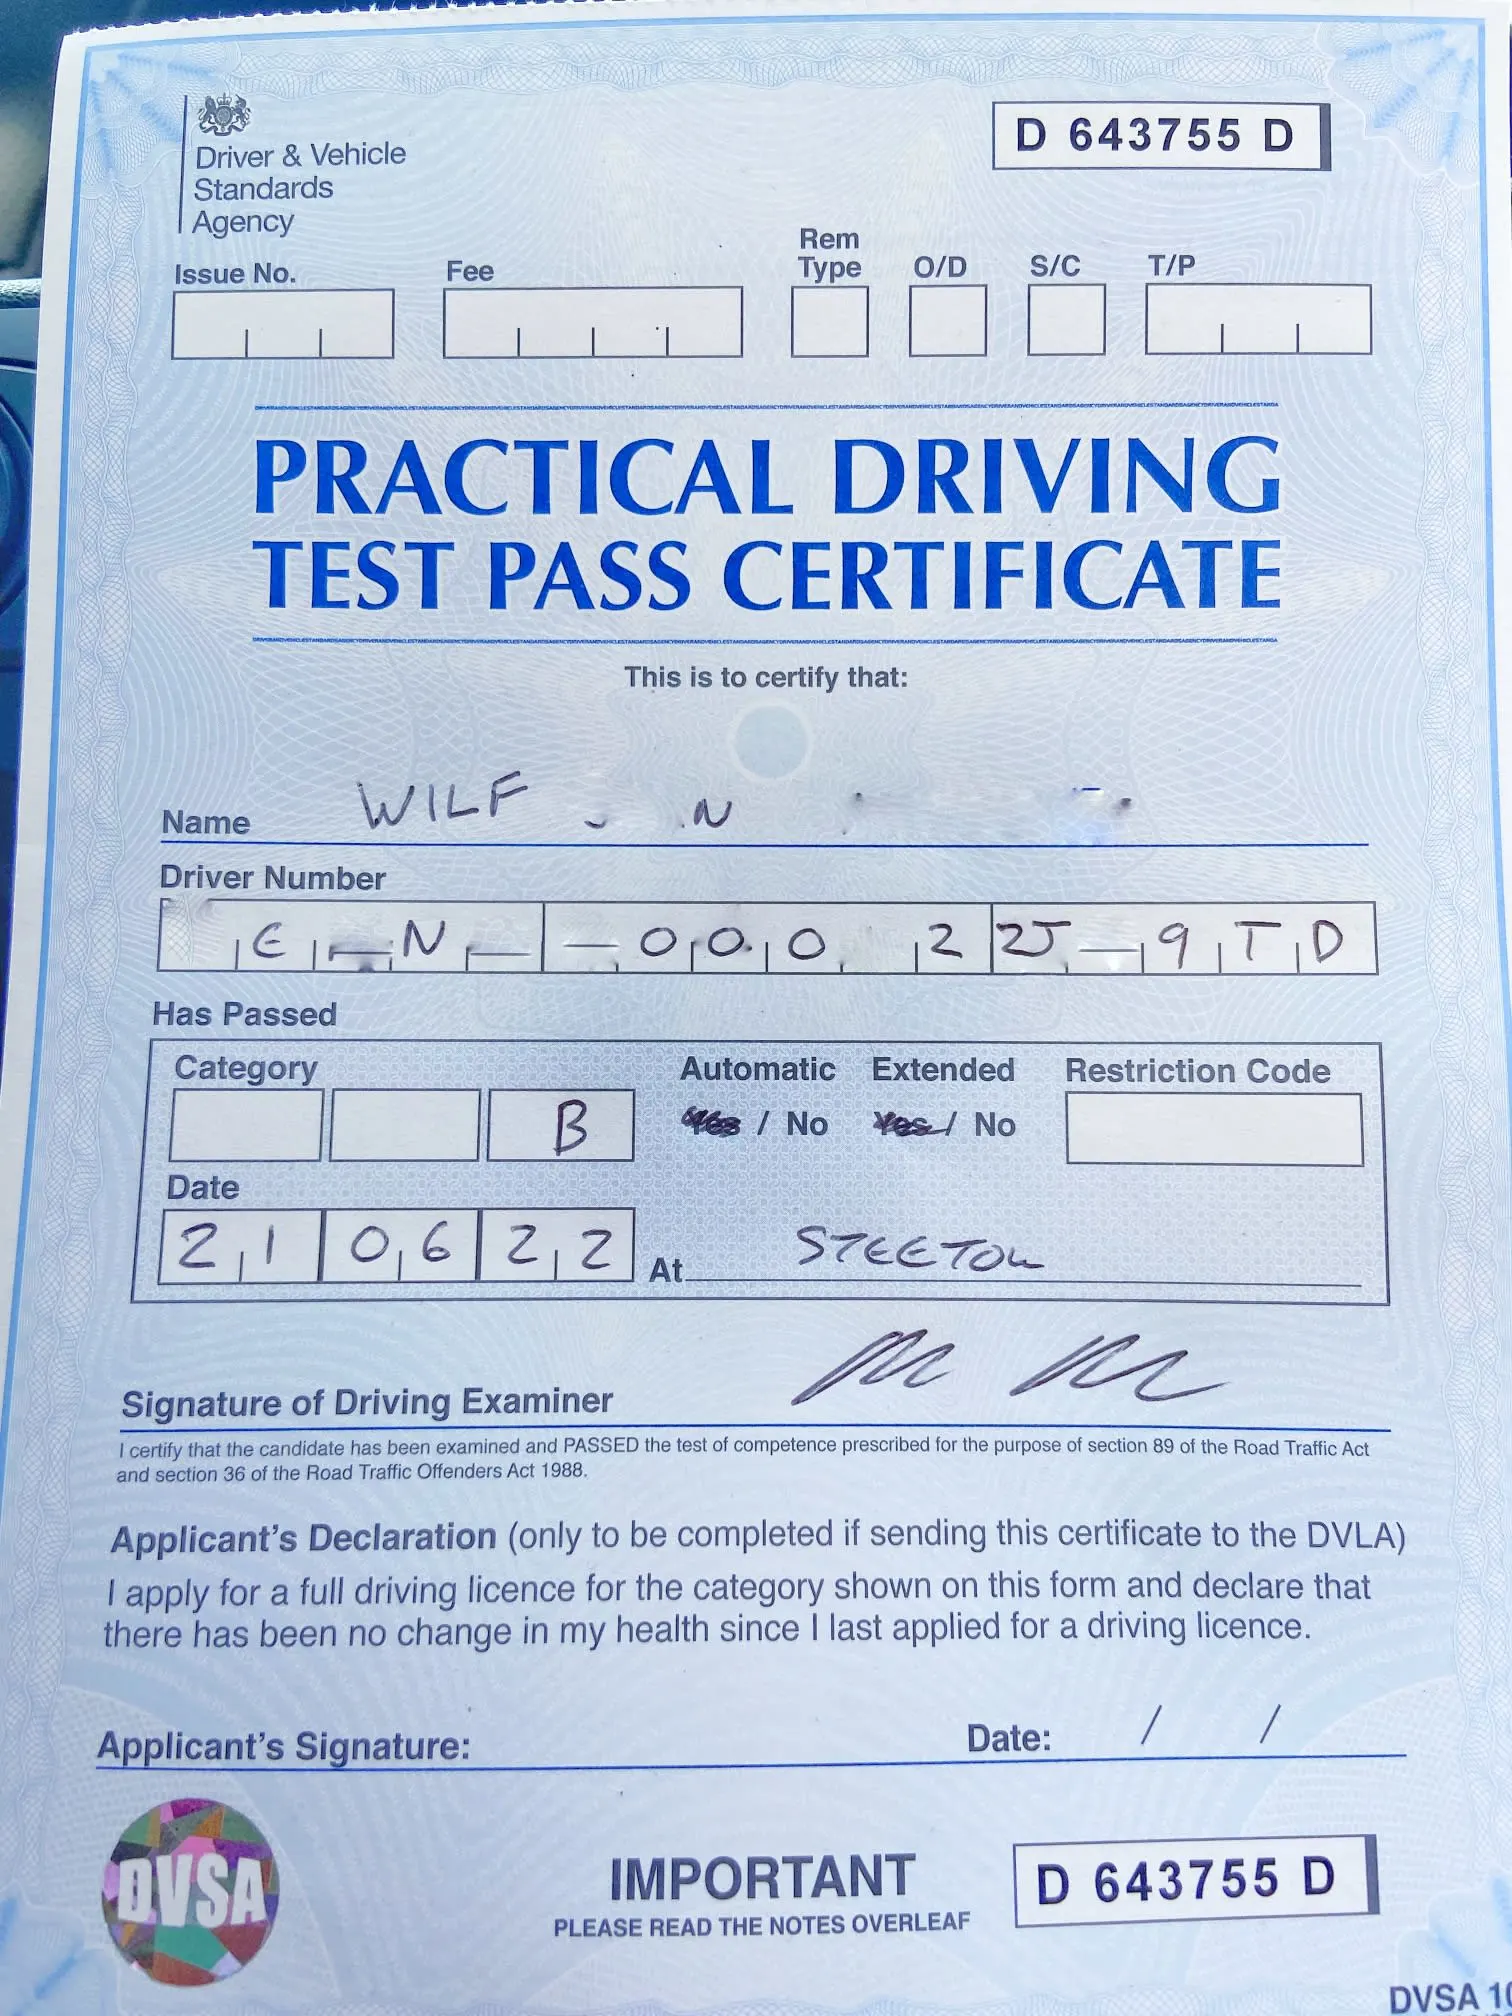 Driver & Vehicle
Standards
Agency
D 643755 D
Issue No. Fee Rem Type O/D S/C T/P
PRACTICAL DRIVING
TEST PASS CERTIFICATE
This is to certify that:
Name WILF N
Driver Number
E N 0 0 0 2 2J 9 T D
Has Passed
Category Automatic Extended Restriction Code
B Yes / No Yes / No
Date
21 06 22 At STEETON
Signature of Driving Examiner
I certify that the candidate has been examined and PASSED the test of competence prescribed for the purpose of section 89 of the Road Traffic Act
and section 36 of the Road Traffic Offenders Act 1988.
Applicant's Declaration (only to be completed if sending this certificate to the DVLA)
I apply for a full driving licence for the category shown on this form and declare that
there has been no change in my health since I last applied for a driving licence.
Applicant's Signature: Date: / /
DVSA
IMPORTANT
PLEASE READ THE NOTES OVERLEAF
D 643755 D
DVSA 10